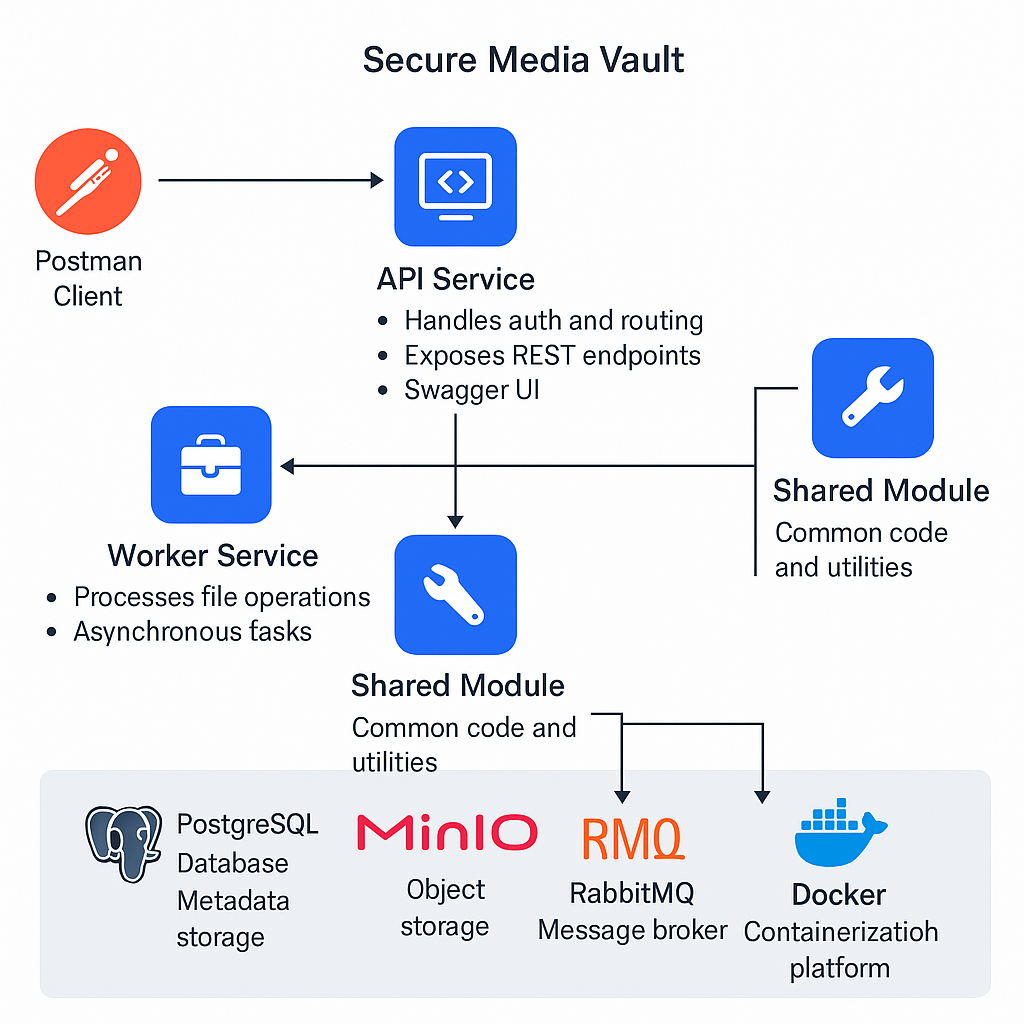 Secure Media Vault
Postman
Client
API Service
• Handles auth and routing
• Exposes REST endpoints
• Swagger UI
Shared Module
Common code
and utilities
Worker Service
• Processes file operations
• Asynchronous tasks
Shared Module
Common code and
utilities
PostgreSQL
Database
Metadata
storage
MinIO
Object
storage
RMQ
RabbitMQ
Message broker
Docker
Containerizatioh
platform